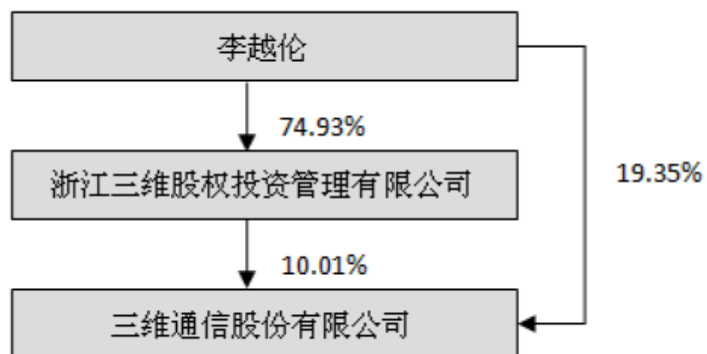 李越伦
74.93%
浙江三维股权投资管理有限公司
19.35%
10.01%
三维通信股份有限公司